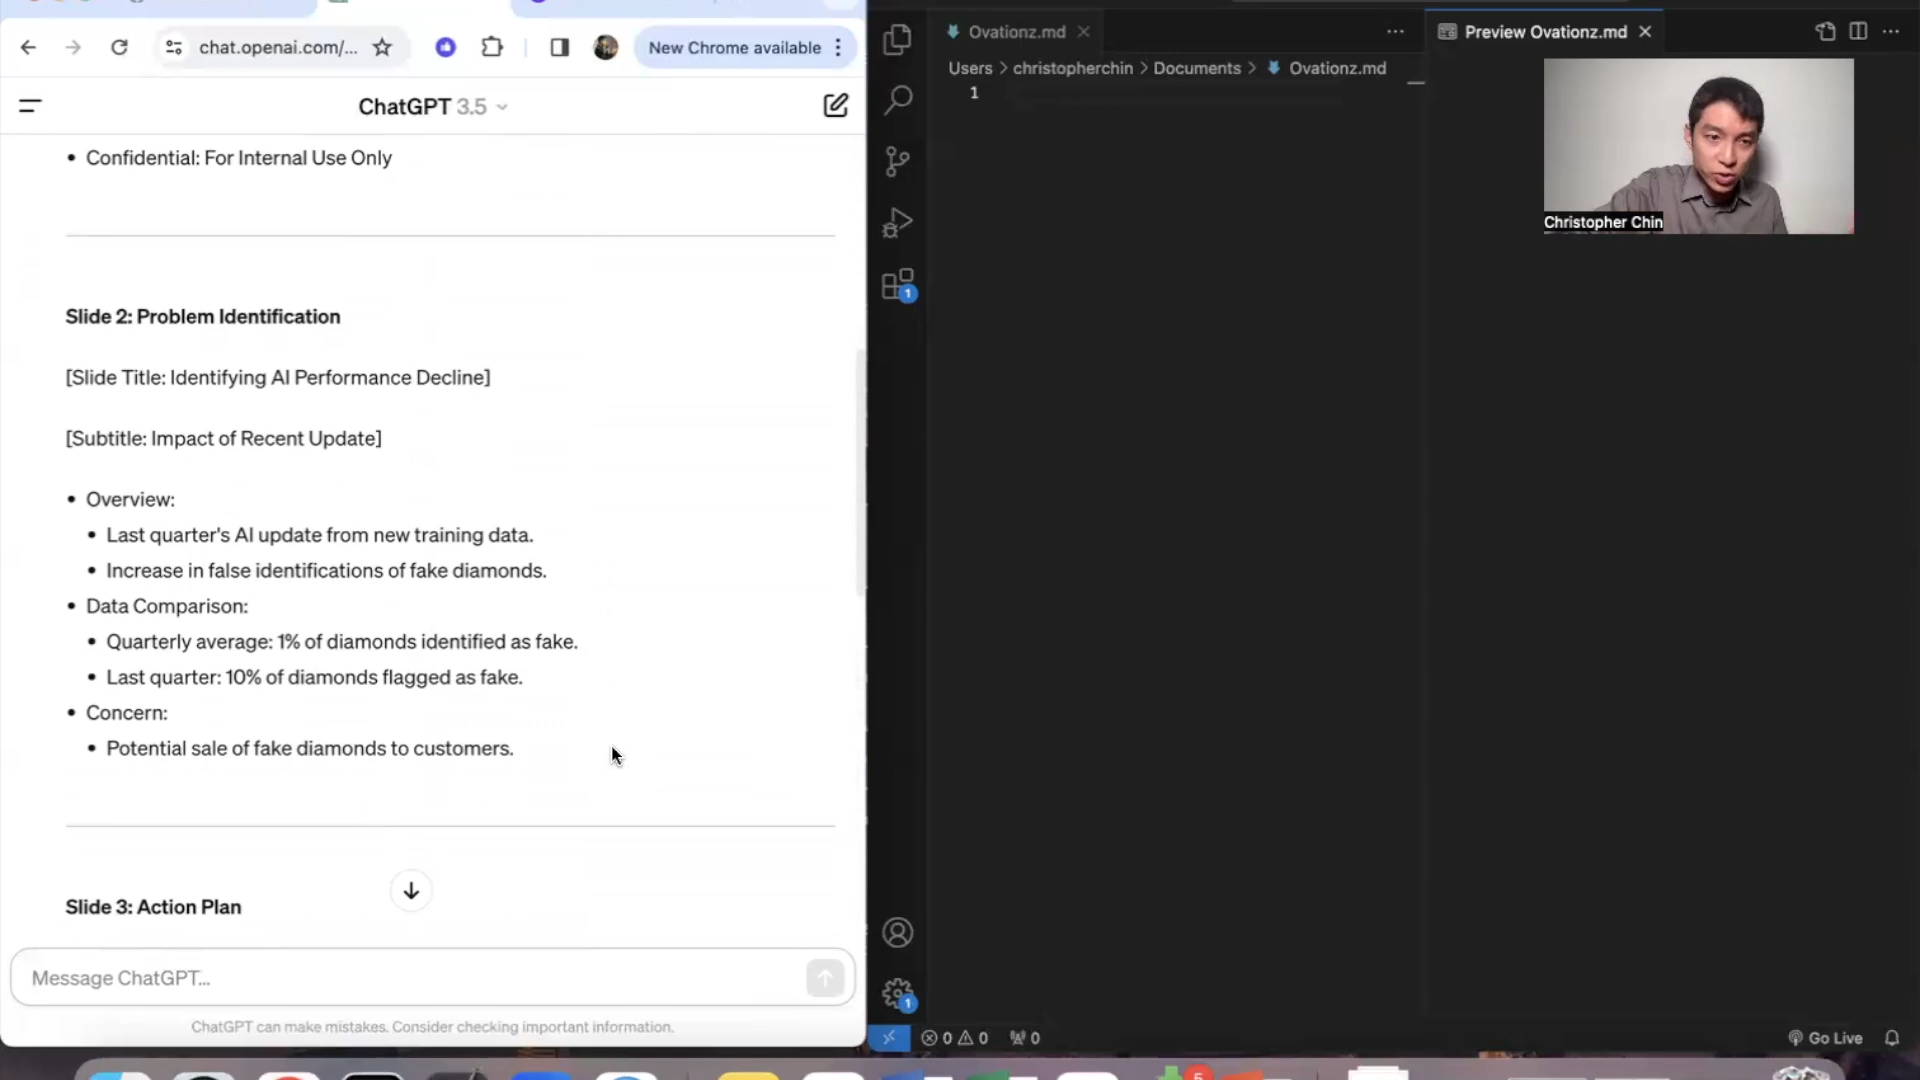 chat.openai.com/...
New Chrome available
ChatGPT 3.5
Confidential: For Internal Use Only
Slide 2: Problem Identification
[Slide Title: Identifying AI Performance Decline]
[Subtitle: Impact of Recent Update]
Overview:
Last quarter's AI update from new training data.
Increase in false identifications of fake diamonds.
Data Comparison:
Quarterly average: 1% of diamonds identified as fake.
Last quarter: 10% of diamonds flagged as fake.
Concern:
Potential sale of fake diamonds to customers.
Slide 3: Action Plan
Message ChatGPT...
ChatGPT can make mistakes. Consider checking important information.
Ovationz.md
Users > christopherchin > Documents > Ovationz.md
1
Preview Ovationz.md
Christopher Chin
1
1
0 0 0
Go Live
5